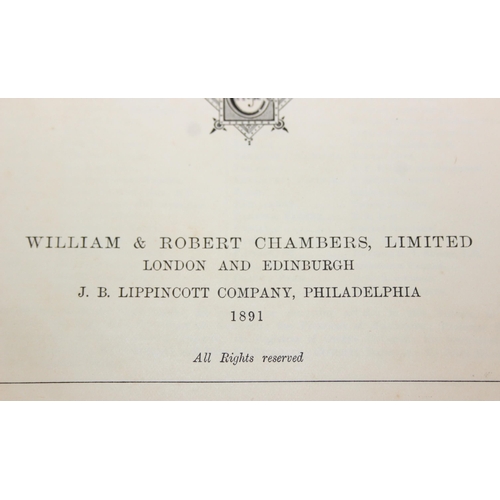 WILLIAM & ROBERT CHAMBERS, LIMITED
LONDON AND EDINBURGH
J. B. LIPPINCOTT COMPANY, PHILADELPHIA
1891
All Rights reserved